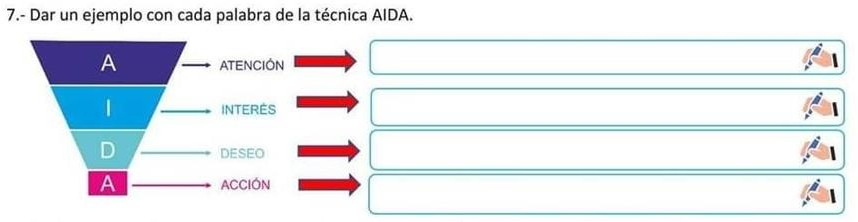 7.- Dar un ejemplo con cada palabra de la técnica AIDA.
A ATENCIÓN
I INTERÉS
D DESEO
A ACCIÓN